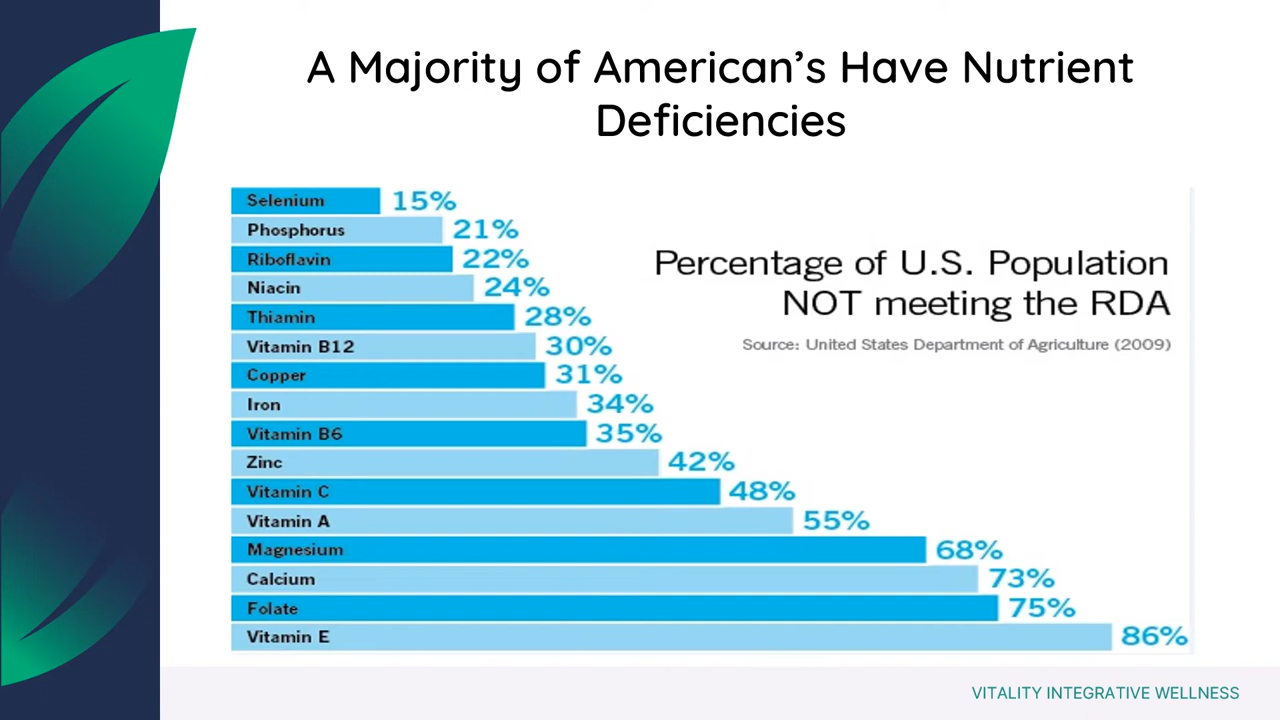 A Majority of American’s Have Nutrient
Deficiencies
Selenium 15%
Phosphorus 21%
Riboflavin 22%
Niacin 24%
Thiamin 28%
Vitamin B12 30%
Copper 31%
Iron 34%
Vitamin B6 35%
Zinc 42%
Vitamin C 48%
Vitamin A 55%
Magnesium 68%
Calcium 73%
Folate 75%
Vitamin E 86%
Percentage of U.S. Population
NOT meeting the RDA
Source: United States Department of Agriculture (2009)
VITALITY INTEGRATIVE WELLNESS